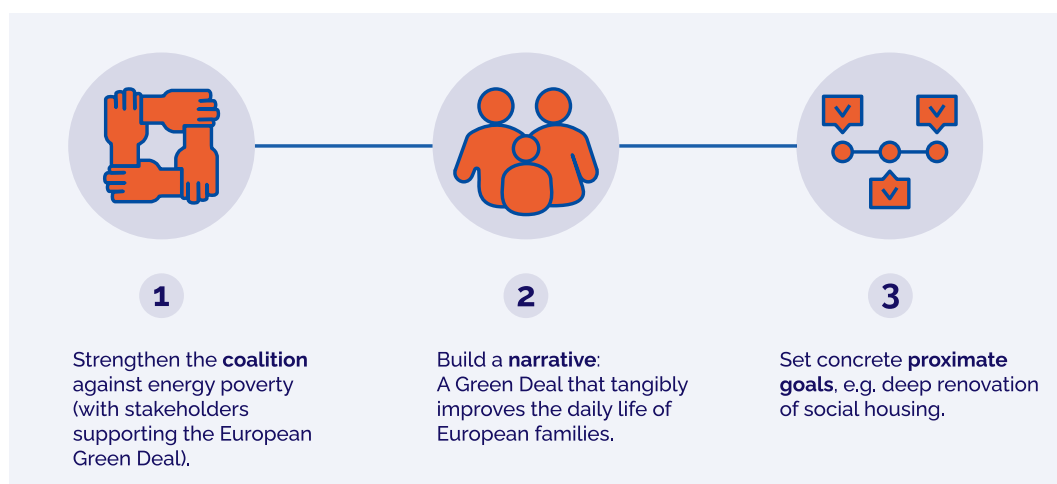 1
Strengthen the coalition
against energy poverty
(with stakeholders
supporting the European
Green Deal).
2
Build a narrative:
A Green Deal that tangibly
improves the daily life of
European families.
3
Set concrete proximate
goals, e.g. deep renovation
of social housing.